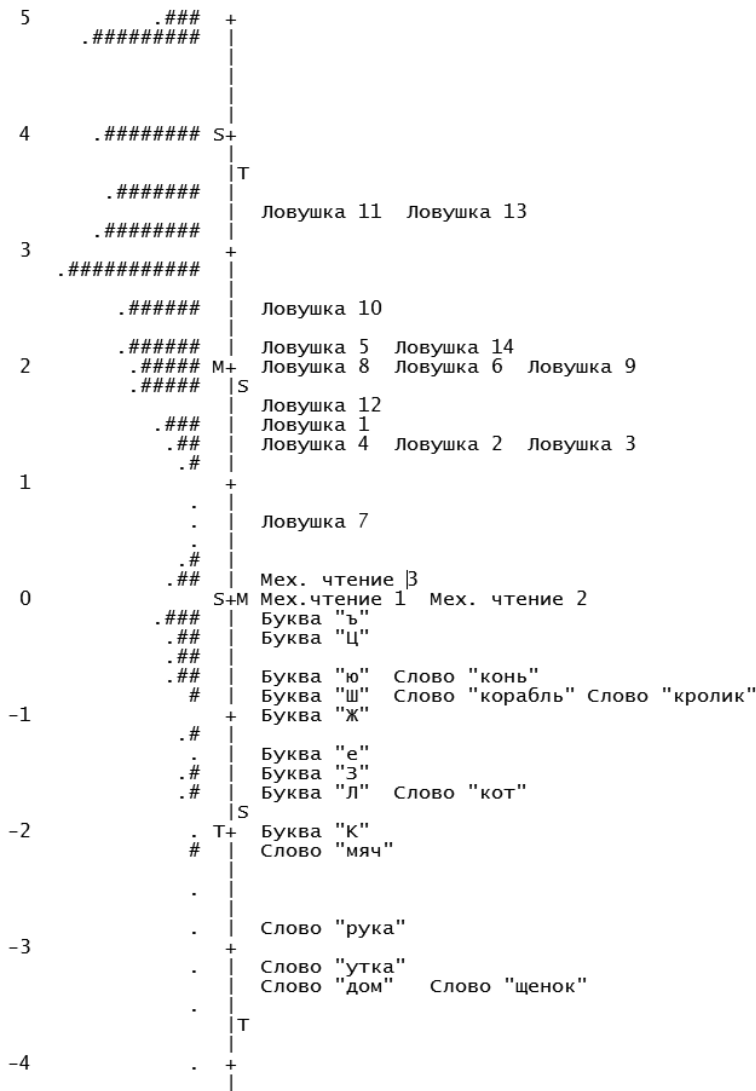 5 .### +
.######### |
|
|
|
|
4 .######## S+
|
|T
.####### |
| Ловушка 11 Ловушка 13
.######## |
3 +
.########### |
|
.###### | Ловушка 10
|
.###### | Ловушка 5 Ловушка 14
2 .##### M+ Ловушка 8 Ловушка 6 Ловушка 9
.##### |S
| Ловушка 12
.### | Ловушка 1
.## | Ловушка 4 Ловушка 2 Ловушка 3
.# |
1 +
. |
. | Ловушка 7
. |
.# |
.## | Мех. чтение 3
0 S+M Мех.чтение 1 Мех. чтение 2
.### | Буква "ъ"
.## | Буква "Ц"
.## |
.## | Буква "ю" Слово "конь"
# | Буква "Ш" Слово "корабль" Слово "кролик"
-1 + Буква "Ж"
.# |
. | Буква "е"
.# | Буква "З"
.# | Буква "Л" Слово "кот"
|S
-2 . T+ Буква "К"
# | Слово "мяч"
|
. |
|
. | Слово "рука"
-3 +
. | Слово "утка"
| Слово "дом" Слово "щенок"
. |
|T
|
-4 . +
|